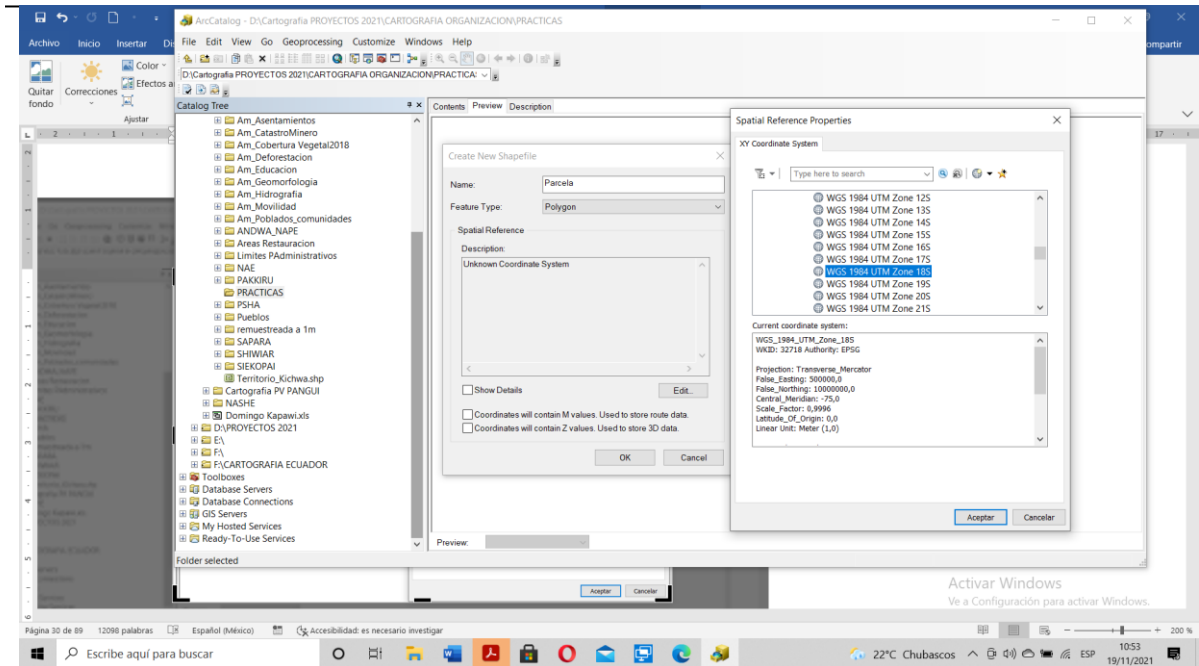 ArcCatalog - D:\Cartografia PROYECTOS 2021\CARTOGRAFIA ORGANIZACION\PRACTICAS
Archivo Inicio Insertar
ompartir
File Edit View Go Geoprocessing Customize Windows Help
D:\Cartografia PROYECTOS 2021\CARTOGRAFIA ORGANIZACION\PRACTICA:
Quitar fondo
Correcciones
Color
Efectos a
Ajustar
Catalog Tree
Am_Asentamientos
Am_CatastroMinero
Am_Cobertura Vegetal2018
Am_Deforestacion
Am_Educacion
Am_Geomorfologia
Am_Hidrografia
Am_Movilidad
Am_Poblados_comunidades
ANDWA_NAPE
Areas Restauracion
Limites PAdministrativos
NAE
PAKKIRU
PRACTICAS
PSHA
Pueblos
remuestreada a 1m
SAPARA
SHIWIAR
SIEKOPAI
Territorio_Kichwa.shp
Cartografia PV PANGUI
NASHE
Domingo Kapawi.xls
D:\PROYECTOS 2021
E:\
F:\
F:\CARTOGRAFIA ECUADOR
Toolboxes
Database Servers
Database Connections
GIS Servers
My Hosted Services
Ready-To-Use Services
Folder selected
Contents Preview Description
Create New Shapefile
Name: Parcela
Feature Type: Polygon
Spatial Reference
Description:
Unknown Coordinate System
Show Details
Edit..
Coordinates will contain M values. Used to store route data.
Coordinates will contain Z values. Used to store 3D data.
OK Cancel
Preview:
Spatial Reference Properties
XY Coordinate System
Type here to search
WGS 1984 UTM Zone 12S
WGS 1984 UTM Zone 13S
WGS 1984 UTM Zone 14S
WGS 1984 UTM Zone 15S
WGS 1984 UTM Zone 16S
WGS 1984 UTM Zone 17S
WGS 1984 UTM Zone 18S
WGS 1984 UTM Zone 19S
WGS 1984 UTM Zone 20S
WGS 1984 UTM Zone 21S
Current coordinate system:
WGS_1984_UTM_Zone_18S
WKID: 32718 Authority: EPSG
Projection: Transverse_Mercator
False_Easting: 500000,0
False_Northing: 10000000,0
Central_Meridian: -75,0
Scale_Factor: 0,9996
Latitude_Of_Origin: 0,0
Linear Unit: Meter (1,0)
Aceptar Cancelar
Aceptar Cancelar
Activar Windows
Ve a Configuración para activar Windows.
Página 30 de 89 12098 palabras Español (México) Accesibilidad: es necesario investigar
200 %
Escribe aquí para buscar
22°C Chubascos
ESP
10:53
19/11/2021